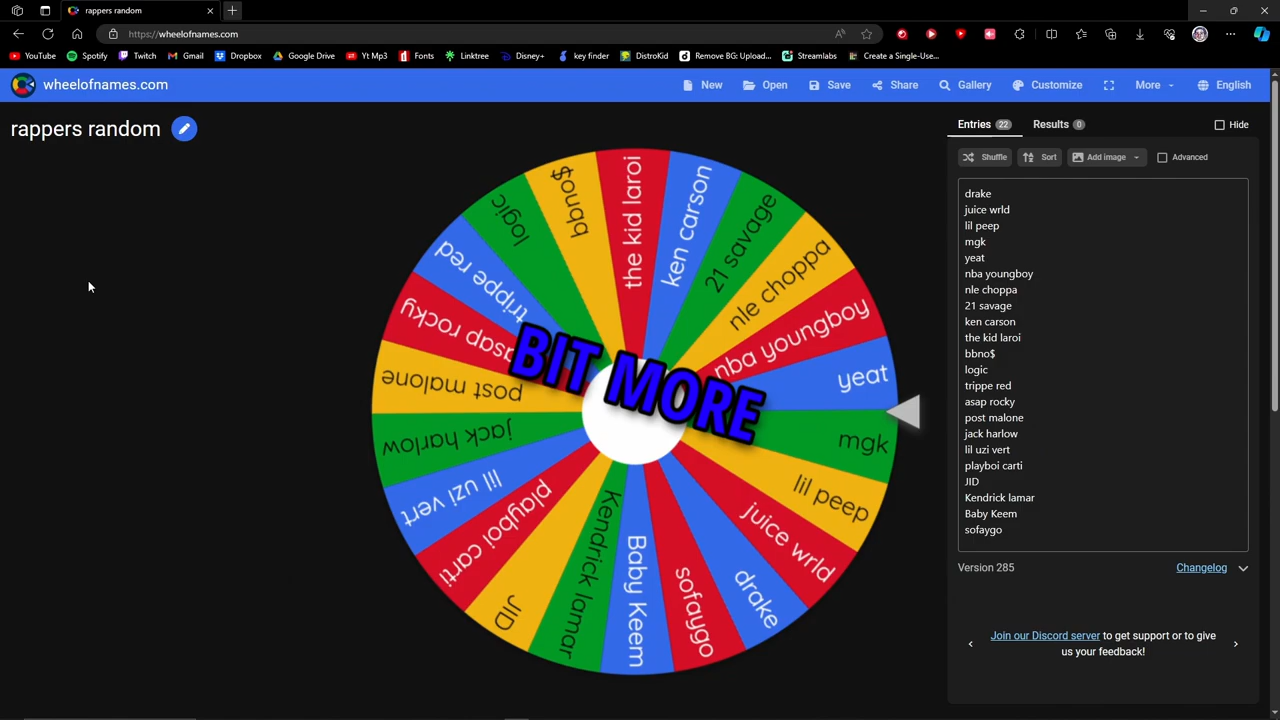 rappers random
https://wheelofnames.com
YouTube
Spotify
Twitch
Gmail
Dropbox
Google Drive
Yt Mp3
Fonts
Linktree
Disney+
key finder
DistroKid
Remove BG: Upload...
Streamlabs
Create a Single-Use...
wheelofnames.com
New
Open
Save
Share
Gallery
Customize
More
English
rappers random
Entries 22
Results 0
Hide
Shuffle
Sort
Add image
Advanced
drake
juice wrld
lil peep
mgk
yeat
nba youngboy
nle choppa
21 savage
ken carson
the kid laroi
bbno$
logic
trippe red
asap rocky
post malone
jack harlow
lil uzi vert
playboi carti
JID
Kendrick lamar
Baby Keem
sofaygo
the kid laroi
ken carson
21 savage
nle choppa
nba youngboy
yeat
mgk
lil peep
juice wrld
drake
sofaygo
Baby Keem
Kendrick lamar
JID
playboi carti
lil uzi vert
jack harlow
post malone
asap rocky
trippe red
logic
bbno$
BIT MORE
Version 285
Changelog
Join our Discord server to get support or to give
us your feedback!